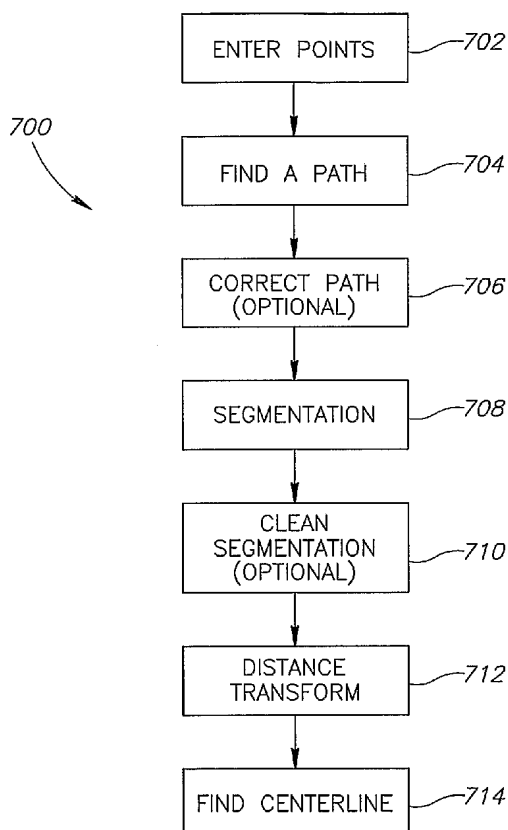 ENTER POINTS
702
700
FIND A PATH
704
CORRECT PATH
(OPTIONAL)
706
SEGMENTATION
708
CLEAN
SEGMENTATION
(OPTIONAL)
710
DISTANCE
TRANSFORM
712
FIND CENTERLINE
714